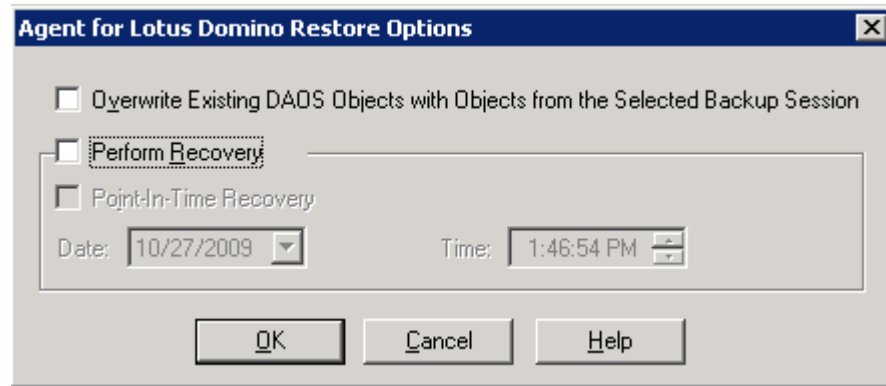 Agent for Lotus Domino Restore Options
Overwrite Existing DAOS Objects with Objects from the Selected Backup Session
Perform Recovery
Point-In-Time Recovery
Date: 10/27/2009 Time: 1:46:54 PM
OK Cancel Help